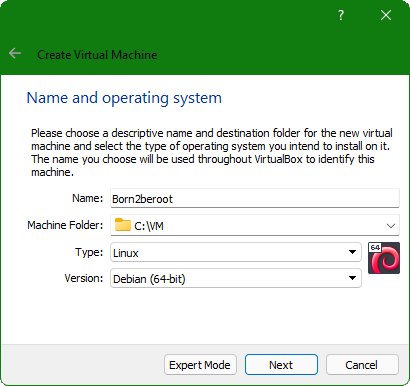 ?
Create Virtual Machine
Name and operating system
Please choose a descriptive name and destination folder for the new virtual
machine and select the type of operating system you intend to install on it.
The name you choose will be used throughout VirtualBox to identify this
machine.
Name: Born2beroot
Machine Folder: C:\VM
Type: Linux
64
Version: Debian (64-bit)
Expert Mode Next Cancel